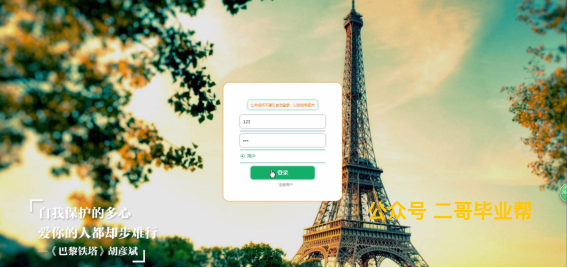 123
•••
用户
登录
注册用户
自我保护的多心
爱你的人都却步难行
《巴黎铁塔》胡彦斌
公众号 二哥毕业帮